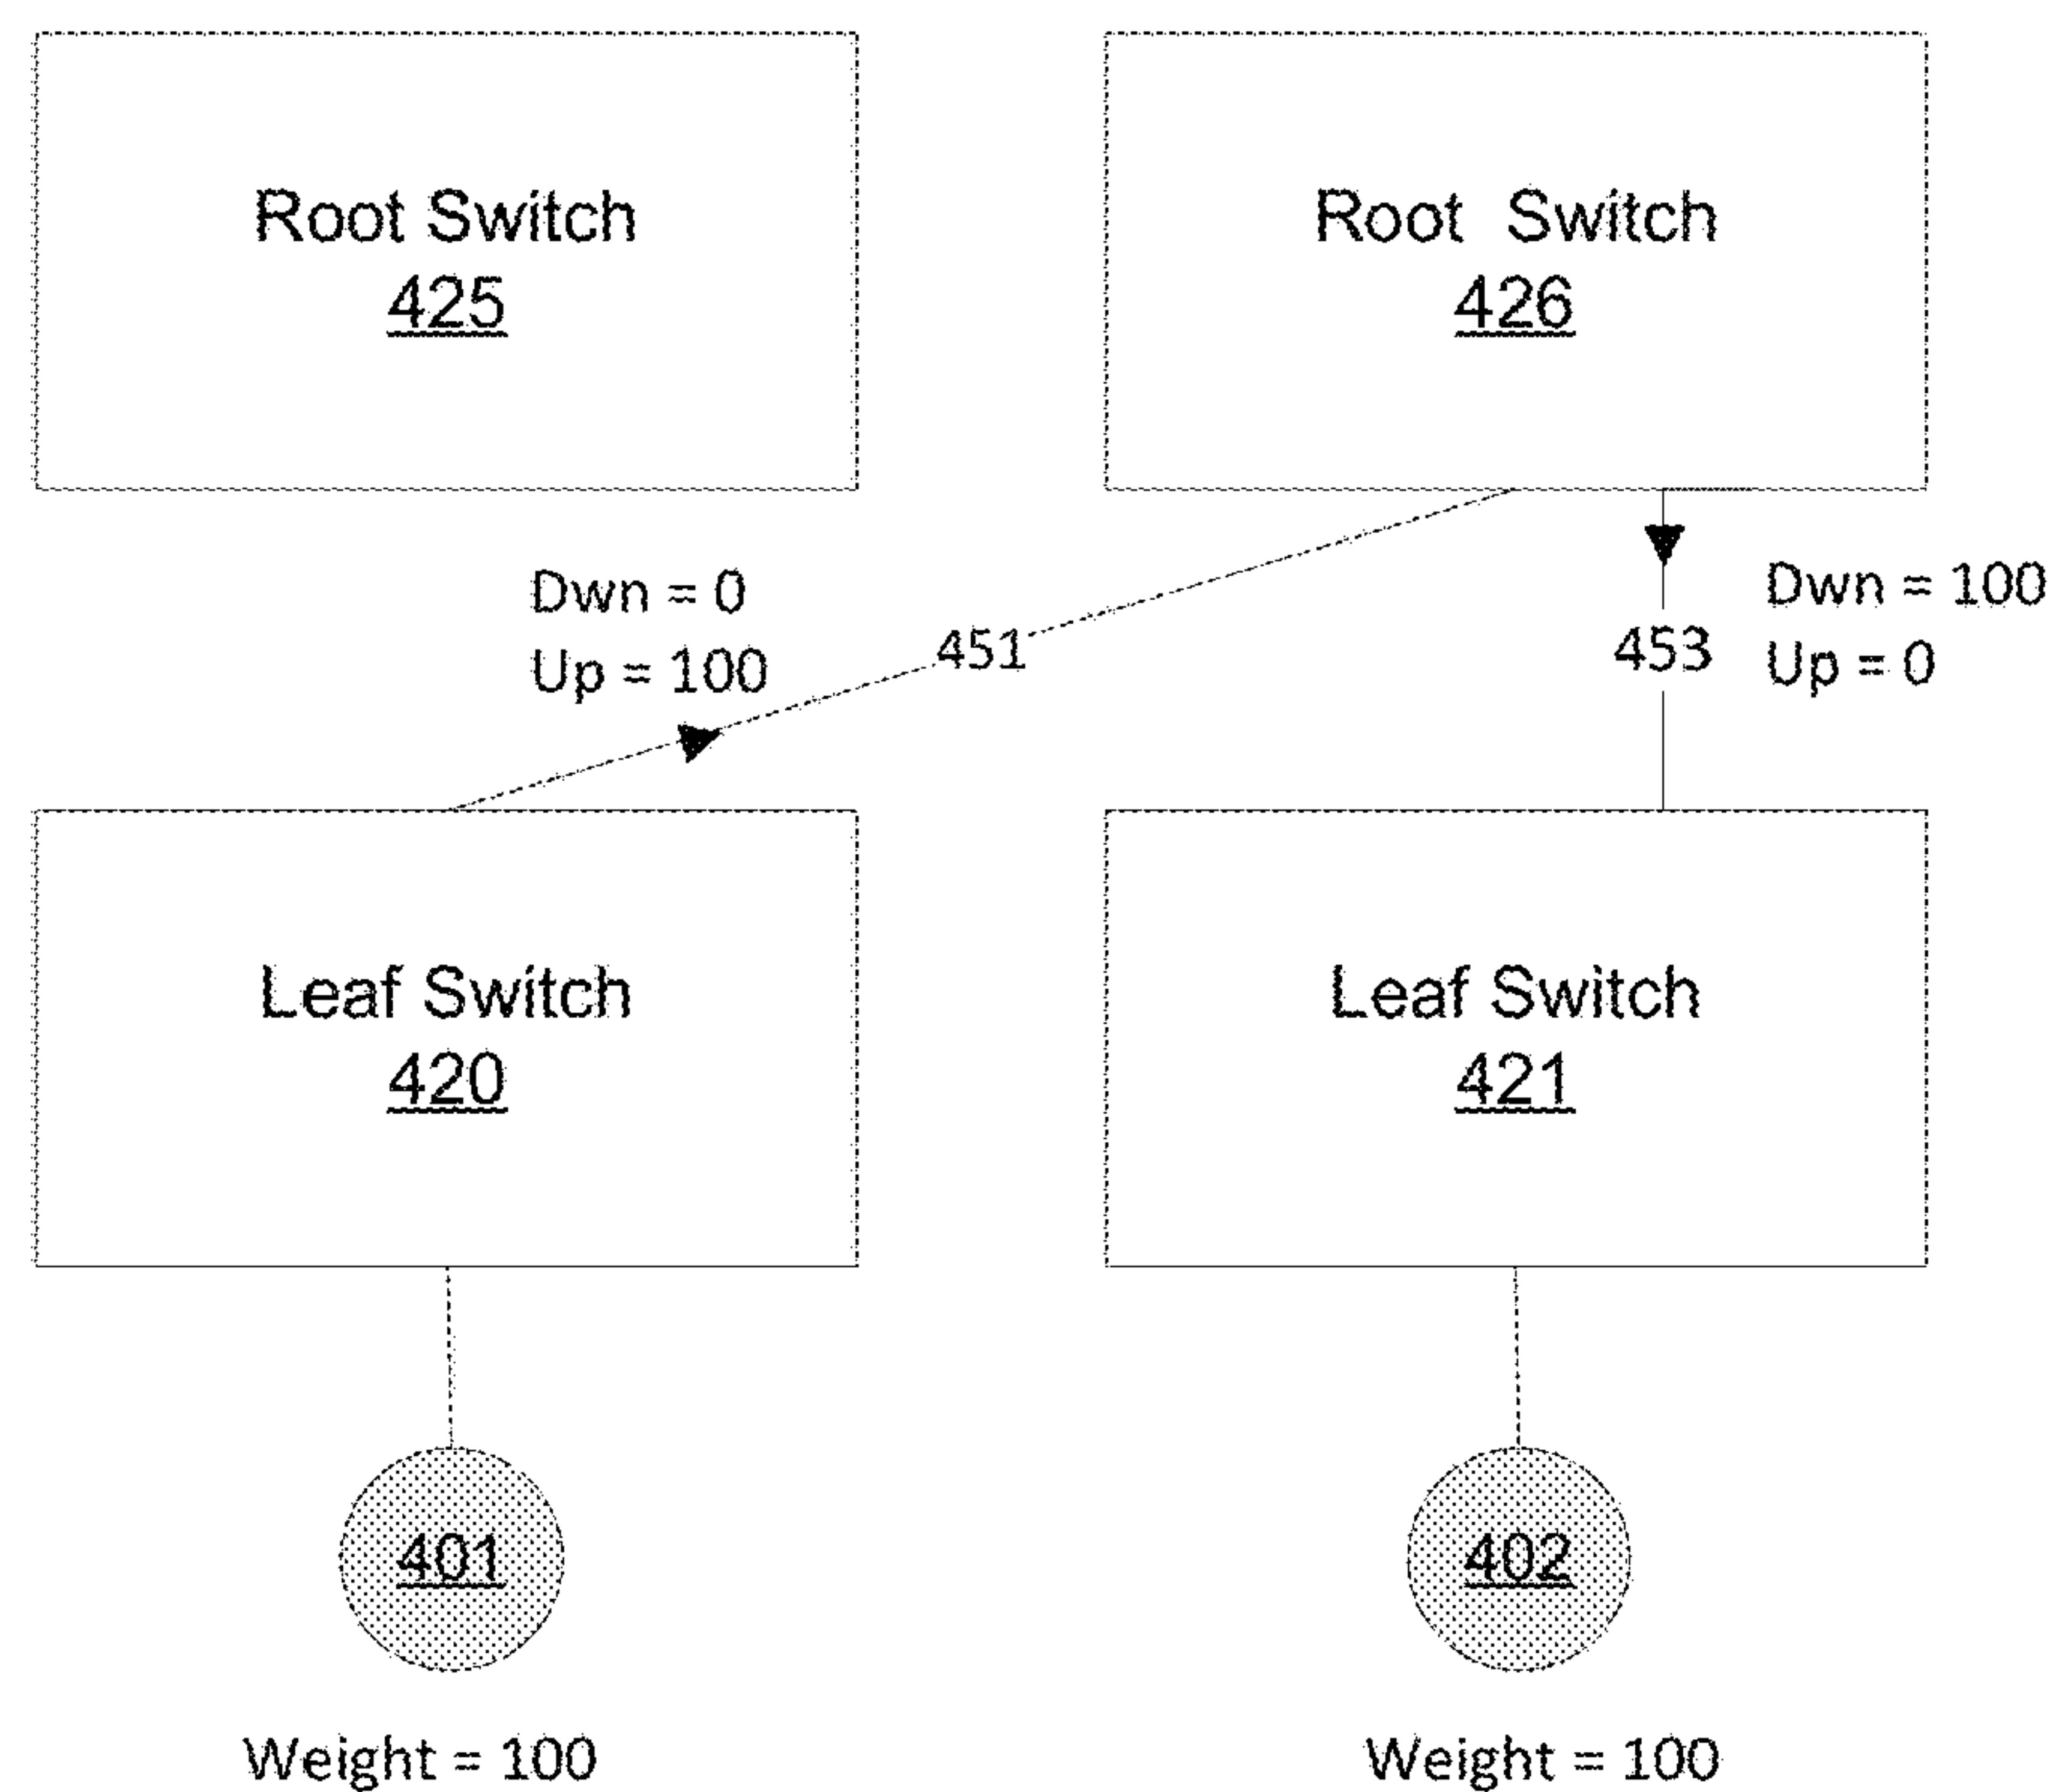 Root Switch
425
Root Switch
426
Dwn = 0
Up = 100
451
453
Dwn = 100
Up = 0
Leaf Switch
420
Leaf Switch
421
401
402
Weight = 100
Weight = 100